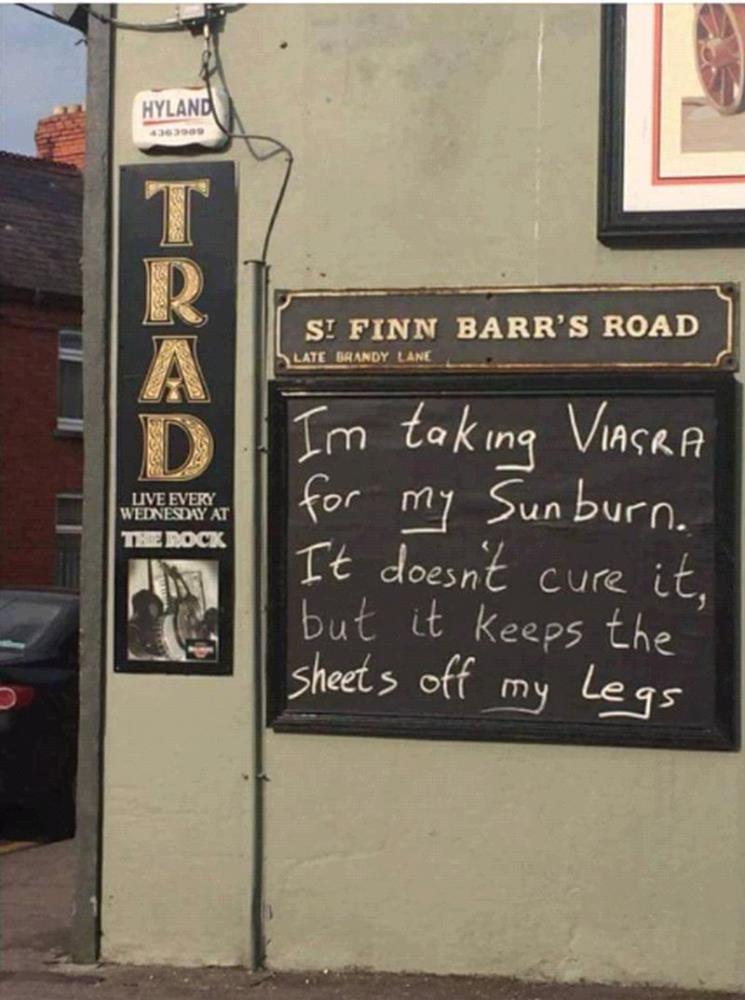 HYLAND
4363989
TRAD
LIVE EVERY
WEDNESDAY AT
THE ROCK
ST FINN BARR'S ROAD
LATE BRANDY LANE
Im taking VIAGRA
for my Sunburn.
It doesn't cure it,
but it keeps the
sheets off my Legs